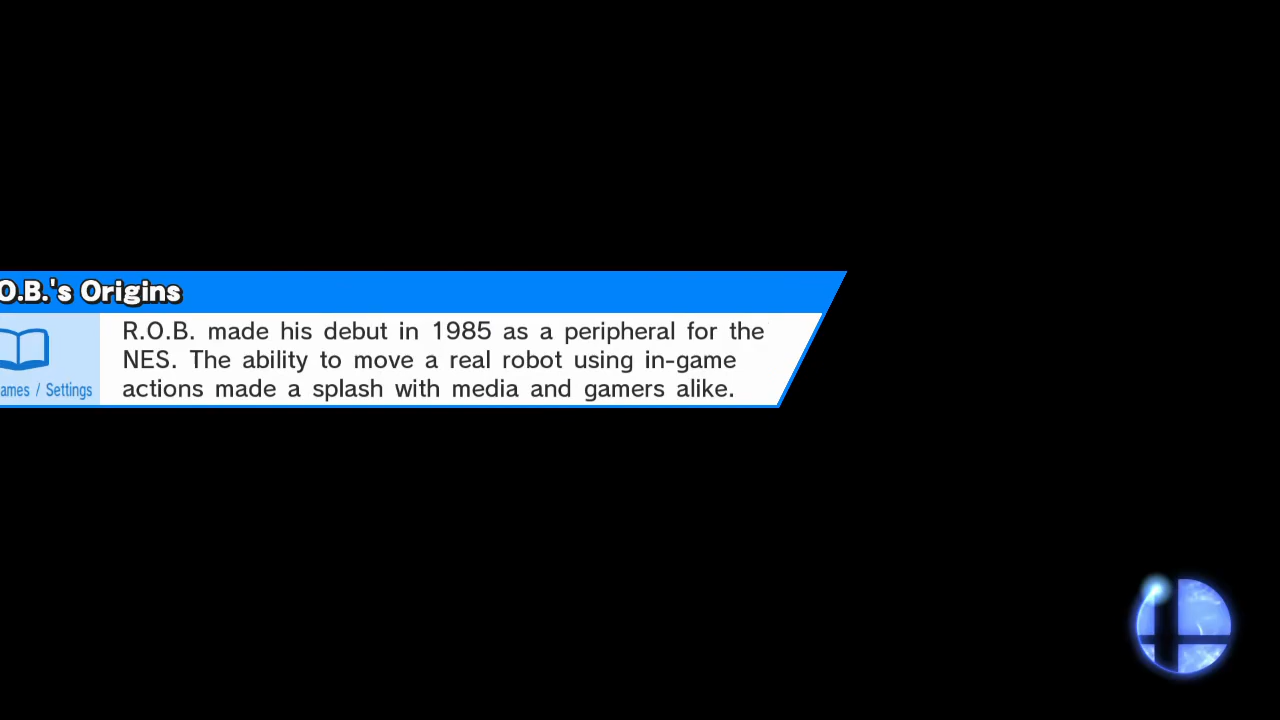 O.B.'s Origins
R.O.B. made his debut in 1985 as a peripheral for the
NES. The ability to move a real robot using in-game
actions made a splash with media and gamers alike.
ames / Settings